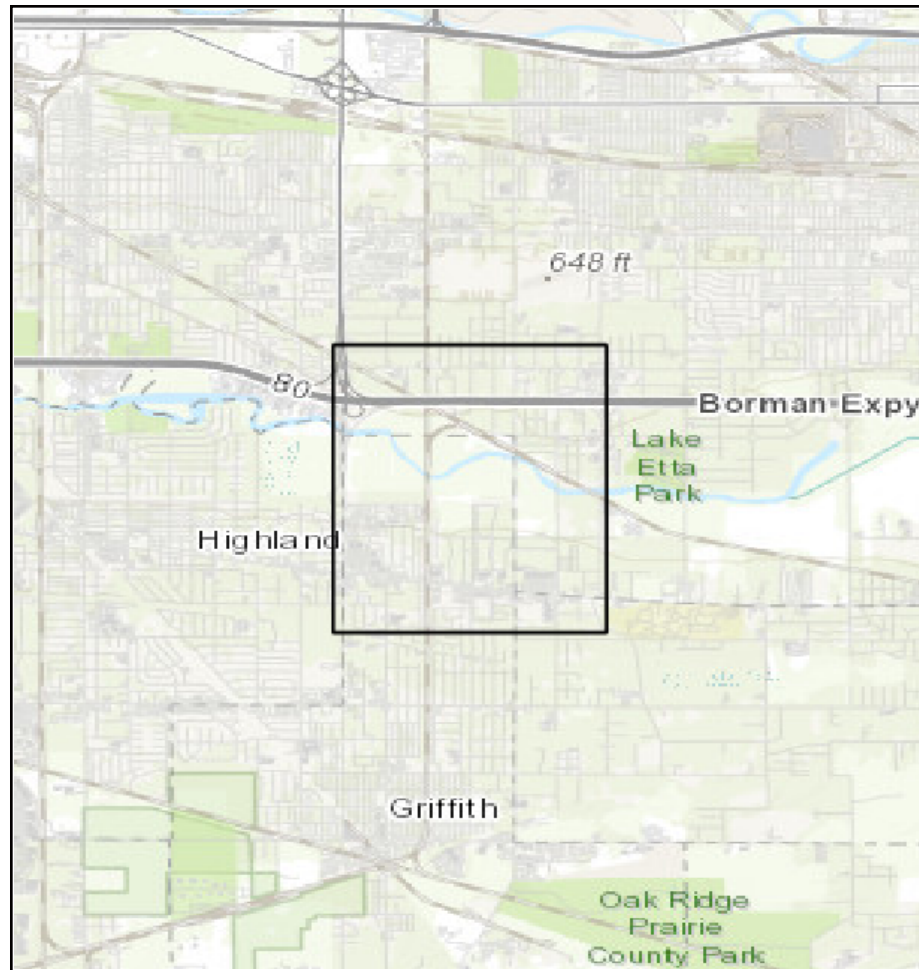 648 ft
80
Borman Expy
Lake
Etta
Park
Highland
Griffith
Oak Ridge
Prairie
County Park